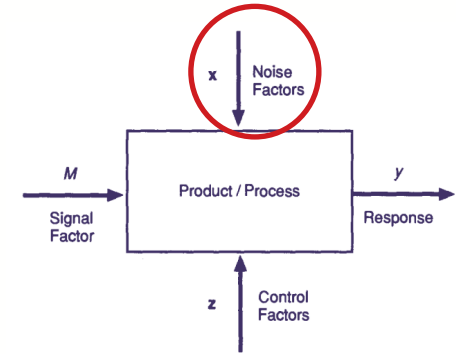 x
Noise
Factors
M
Product / Process
y
Signal
Factor
Response
z
Control
Factors